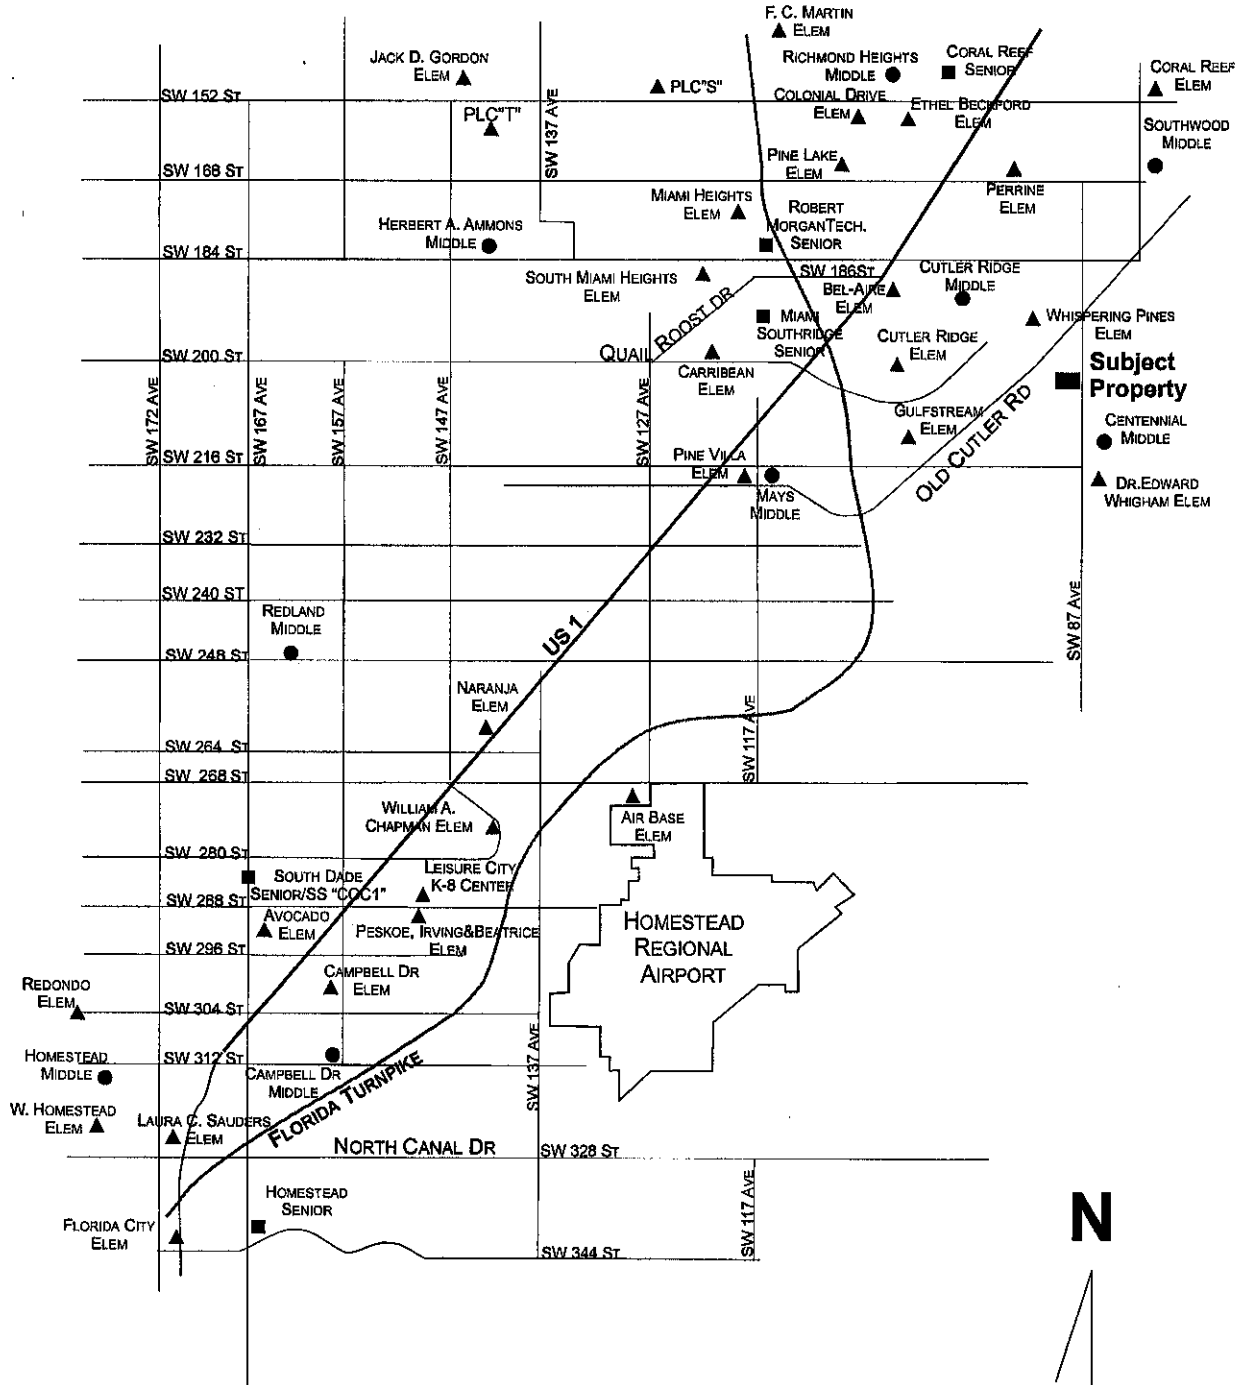 F. C. MARTIN
ELEM
JACK D. GORDON
ELEM
RICHMOND HEIGHTS
MIDDLE
CORAL REEF
SENIOR
CORAL REEF
ELEM
PLC"S"
SW 152 ST
COLONIAL DRIVE
ELEM
ETHEL BECKFORD
ELEM
PLC"T"
SW 137 AVE
SOUTHWOOD
MIDDLE
PINE LAKE
ELEM
SW 168 ST
PERRINE
ELEM
MIAMI HEIGHTS
ELEM
ROBERT
MORGANTECH.
SENIOR
HERBERT A. AMMONS
MIDDLE
SW 184 ST
SOUTH MIAMI HEIGHTS
ELEM
SW 186ST
BEL-AIRE
ELEM
CUTLER RIDGE
MIDDLE
QUAIL ROOST DR
MIAMI
SOUTHRIDGE
SENIOR
WHISPERING PINES
ELEM
CUTLER RIDGE
ELEM
SW 200 ST
CARRIBEAN
ELEM
Subject
Property
SW 172 AVE
SW 167 AVE
SW 157 AVE
SW 147 AVE
SW 127 AVE
GULFSTREAM
ELEM
OLD CUTLER RD
CENTENNIAL
MIDDLE
SW 216 ST
PINE VILLA
ELEM
MAYS
MIDDLE
DR.EDWARD
WHIGHAM ELEM
SW 232 ST
SW 240 ST
REDLAND
MIDDLE
US 1
SW 87 AVE
SW 248 ST
NARANJA
ELEM
SW 117 AVE
SW 264 ST
SW 268 ST
WILLIAM A.
CHAPMAN ELEM
AIR BASE
ELEM
SW 280 ST
SOUTH DADE
SENIOR/SS "CCC1"
LEISURE CITY
K-8 CENTER
SW 288 ST
AVOCADO
ELEM
PESKOE, IRVING&BEATRICE
ELEM
HOMESTEAD
REGIONAL
AIRPORT
SW 296 ST
CAMPBELL DR
ELEM
REDONDO
ELEM
SW 304 ST
HOMESTEAD
MIDDLE
SW 312 ST
CAMPBELL DR
MIDDLE
FLORIDA TURNPIKE
SW 137 AVE
W. HOMESTEAD
ELEM
LAURA C. SAUDERS
ELEM
NORTH CANAL DR
SW 328 ST
HOMESTEAD
SENIOR
FLORIDA CITY
ELEM
SW 117 AVE
SW 344 ST
N